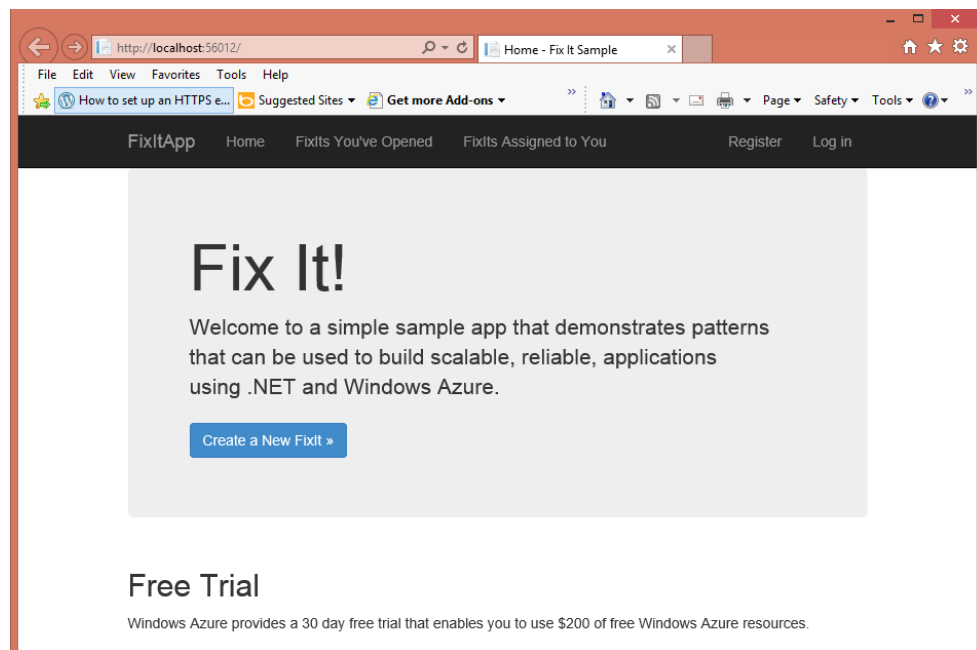 http://localhost:56012/
Home - Fix It Sample
File Edit View Favorites Tools Help
How to set up an HTTPS e... Suggested Sites Get more Add-ons » Page Safety Tools »
FixItApp Home FixIts You've Opened FixIts Assigned to You Register Log in
Fix It!
Welcome to a simple sample app that demonstrates patterns
that can be used to build scalable, reliable, applications
using .NET and Windows Azure.
Create a New FixIt »
Free Trial
Windows Azure provides a 30 day free trial that enables you to use $200 of free Windows Azure resources.